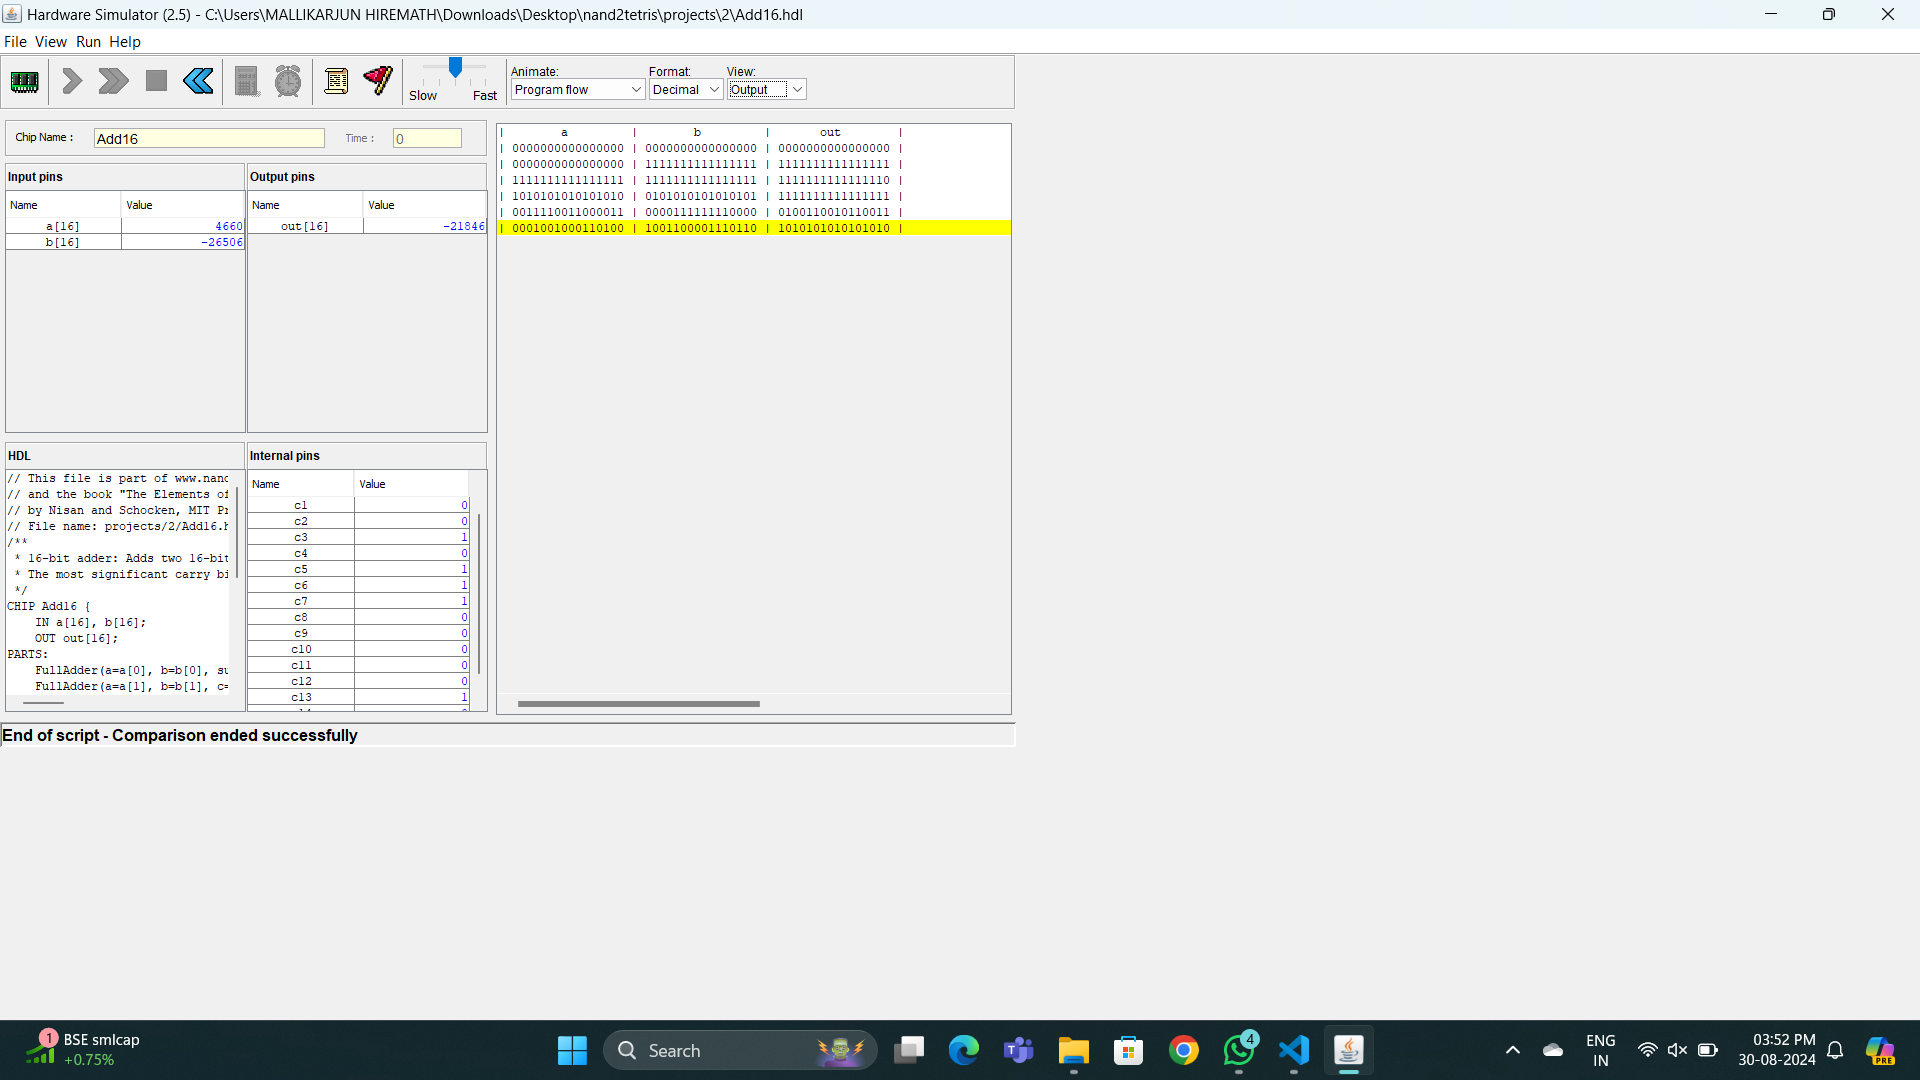 Hardware Simulator (2.5) - C:\Users\MALLIKARJUN HIREMATH\Downloads\Desktop\nand2tetris\projects\2\Add16.hdl
File View Run Help
Slow Fast
Animate: Format: View:
Program flow Decimal Output
Chip Name : Add16 Time : 0
Input pins
Name Value
a[16] 4660
b[16] -26506
Output pins
Name Value
out[16] -21846
| a | b | out |
| 0000000000000000 | 0000000000000000 | 0000000000000000 |
| 0000000000000000 | 1111111111111111 | 1111111111111111 |
| 1111111111111111 | 1111111111111111 | 1111111111111110 |
| 1010101010101010 | 0101010101010101 | 1111111111111111 |
| 0011110011000011 | 0000111111110000 | 0100110010110011 |
| 0001001000110100 | 1001100001110110 | 1010101010101010 |
HDL
// This file is part of www.nand
// and the book "The Elements of
// by Nisan and Schocken, MIT Pr
// File name: projects/2/Add16.h
/**
* 16-bit adder: Adds two 16-bit
* The most significant carry bi
*/
CHIP Add16 {
IN a[16], b[16];
OUT out[16];
PARTS:
FullAdder(a=a[0], b=b[0], su
FullAdder(a=a[1], b=b[1], c=
Internal pins
Name Value
c1 0
c2 0
c3 1
c4 0
c5 1
c6 1
c7 1
c8 0
c9 0
c10 0
c11 0
c12 0
c13 1
End of script - Comparison ended successfully
1
BSE smlcap
+0.75%
Search
4
ENG
IN
03:52 PM
30-08-2024
PRE